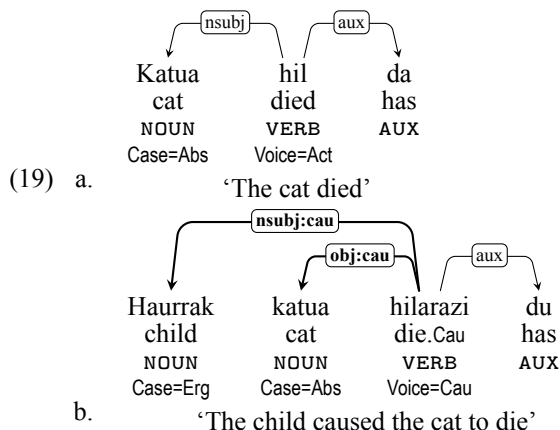 nsubj aux
Katua hil da
cat died has
NOUN VERB AUX
Case=Abs Voice=Act
(19) a. ‘The cat died’
nsubj:cau
obj:cau aux
Haurrak katua hilarazi du
child cat die.Cau has
NOUN NOUN VERB AUX
Case=Erg Case=Abs Voice=Cau
b. ‘The child caused the cat to die’